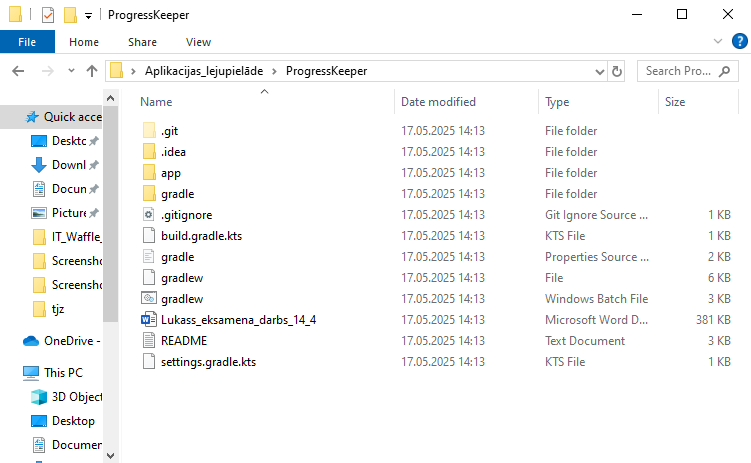 ProgressKeeper
File Home Share View
Aplikacijas_lejupielāde ProgressKeeper Search Pro...
Name Date modified Type Size
Quick acce
Deskto
Downl
Docun
Picture
IT_Waffle_
Screensho
Screensho
tjz
OneDrive -
This PC
3D Object
Desktop
Documen
.git 17.05.2025 14:13 File folder
.idea 17.05.2025 14:13 File folder
app 17.05.2025 14:13 File folder
gradle 17.05.2025 14:13 File folder
.gitignore 17.05.2025 14:13 Git Ignore Source ... 1 KB
build.gradle.kts 17.05.2025 14:13 KTS File 1 KB
gradle 17.05.2025 14:13 Properties Source ... 2 KB
gradlew 17.05.2025 14:13 File 6 KB
gradlew 17.05.2025 14:13 Windows Batch File 3 KB
Lukass_eksamena_darbs_14_4 17.05.2025 14:13 Microsoft Word D... 381 KB
README 17.05.2025 14:13 Text Document 3 KB
settings.gradle.kts 17.05.2025 14:13 KTS File 1 KB